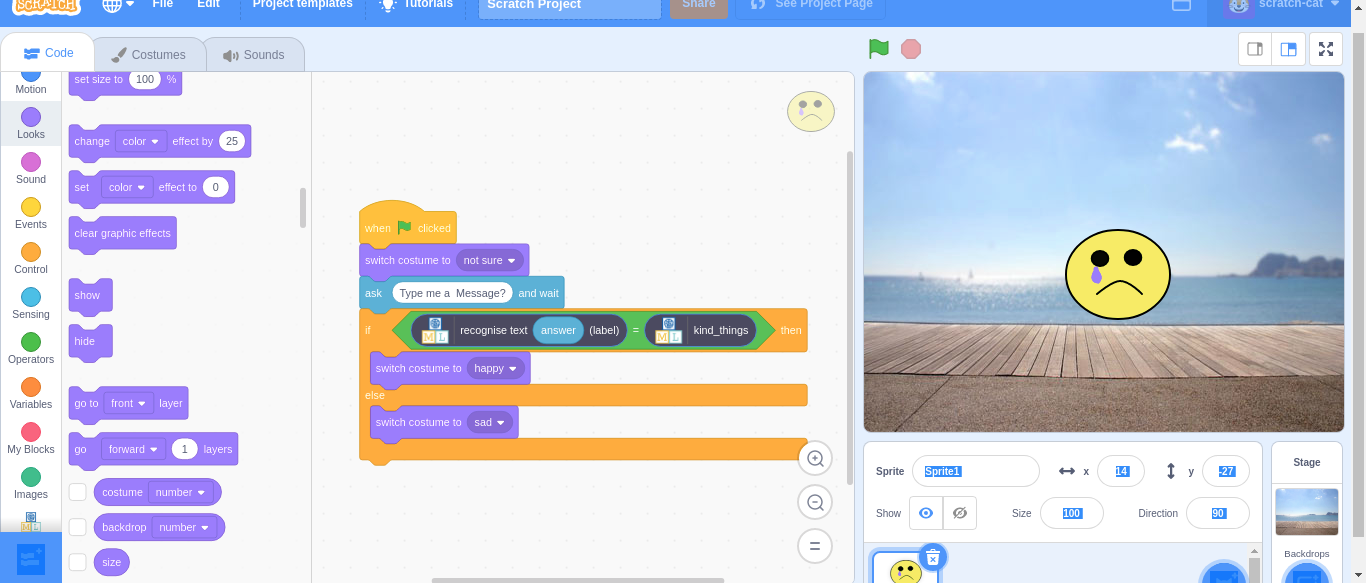 SCRATCH
File
Edit
Project templates
Tutorials
Scratch Project
Share
See Project Page
scratch-cat
Code
Costumes
Sounds
Motion
Looks
Sound
Events
Control
Sensing
Operators
Variables
My Blocks
Images
set size to 100 %
change color effect by 25
set color effect to 0
clear graphic effects
show
hide
go to front layer
go forward 1 layers
costume number
backdrop number
size
when clicked
switch costume to not sure
ask Type me a  Message? and wait
if ML recognise text answer (label) = ML kind_things then
switch costume to happy
else
switch costume to sad
Sprite Sprite1 x 14 y -27
Show Size 100 Direction 90
Stage
Backdrops